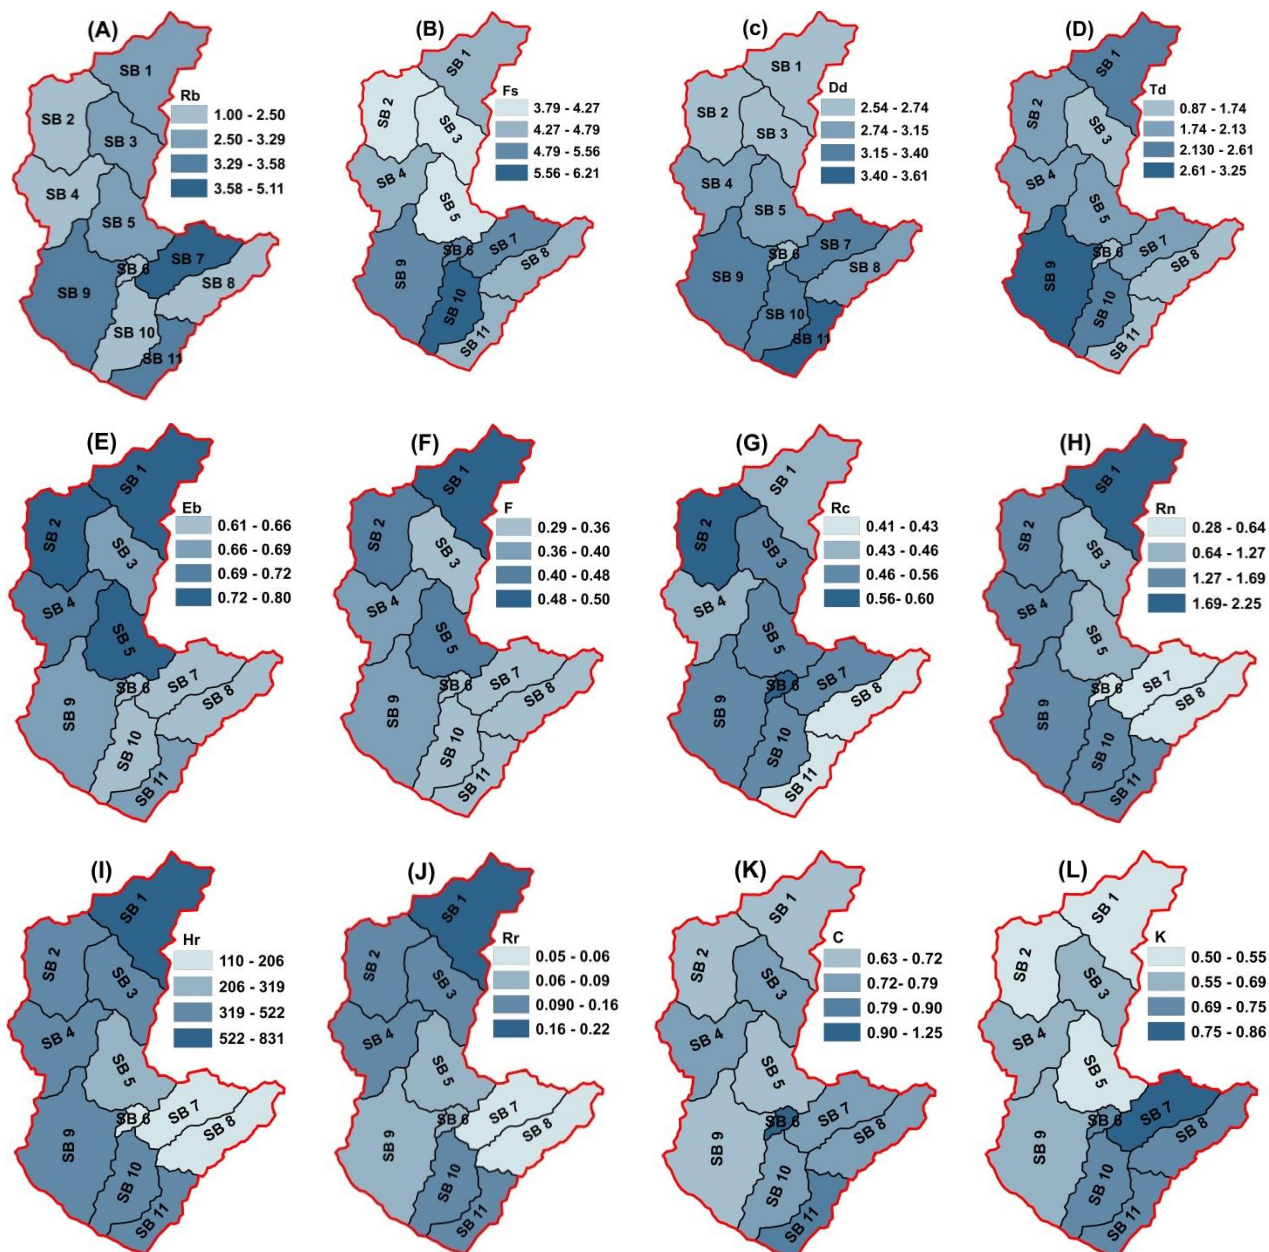 (A)
SB 1
Rb
SB 2
1.00 - 2.50
2.50 - 3.29
SB 3
3.29 - 3.58
3.58 - 5.11
SB 4
SB 5
SB 6
SB 7
SB 8
SB 9
SB 10
SB 11
(B)
SB 1
Fs
SB 2
3.79 - 4.27
4.27 - 4.79
SB 3
4.79 - 5.56
5.56 - 6.21
SB 4
SB 5
SB 6
SB 7
SB 8
SB 9
SB 10
SB 11
(c)
SB 1
Dd
SB 2
2.54 - 2.74
2.74 - 3.15
SB 3
3.15 - 3.40
3.40 - 3.61
SB 4
SB 5
SB 6
SB 7
SB 8
SB 9
SB 10
SB 11
(D)
SB 1
Td
SB 2
0.87 - 1.74
1.74 - 2.13
SB 3
2.130 - 2.61
2.61 - 3.25
SB 4
SB 5
SB 6
SB 7
SB 8
SB 9
SB 10
SB 11
(E)
SB 1
Eb
SB 2
0.61 - 0.66
0.66 - 0.69
SB 3
0.69 - 0.72
0.72 - 0.80
SB 4
SB 5
SB 6
SB 7
SB 8
SB 9
SB 10
SB 11
(F)
SB 1
F
SB 2
0.29 - 0.36
0.36 - 0.40
SB 3
0.40 - 0.48
0.48 - 0.50
SB 4
SB 5
SB 6
SB 7
SB 8
SB 9
SB 10
SB 11
(G)
SB 1
Rc
SB 2
0.41 - 0.43
0.43 - 0.46
SB 3
0.46 - 0.56
0.56- 0.60
SB 4
SB 5
SB 6
SB 7
SB 8
SB 9
SB 10
SB 11
(H)
SB 1
Rn
SB 2
0.28 - 0.64
0.64 - 1.27
SB 3
1.27 - 1.69
1.69- 2.25
SB 4
SB 5
SB 6
SB 7
SB 8
SB 9
SB 10
SB 11
(I)
SB 1
Hr
SB 2
110 - 206
206 - 319
SB 3
319 - 522
522 - 831
SB 4
SB 5
SB 6
SB 7
SB 8
SB 9
SB 10
SB 11
(J)
SB 1
Rr
SB 2
0.05 - 0.06
0.06 - 0.09
SB 3
0.090 - 0.16
0.16 - 0.22
SB 4
SB 5
SB 6
SB 7
SB 8
SB 9
SB 10
SB 11
(K)
SB 1
C
SB 2
0.63 - 0.72
0.72- 0.79
SB 3
0.79 - 0.90
0.90 - 1.25
SB 4
SB 5
SB 6
SB 7
SB 8
SB 9
SB 10
SB 11
(L)
SB 1
K
SB 2
0.50 - 0.55
0.55 - 0.69
SB 3
0.69 - 0.75
0.75 - 0.86
SB 4
SB 5
SB 6
SB 7
SB 8
SB 9
SB 10
SB 11